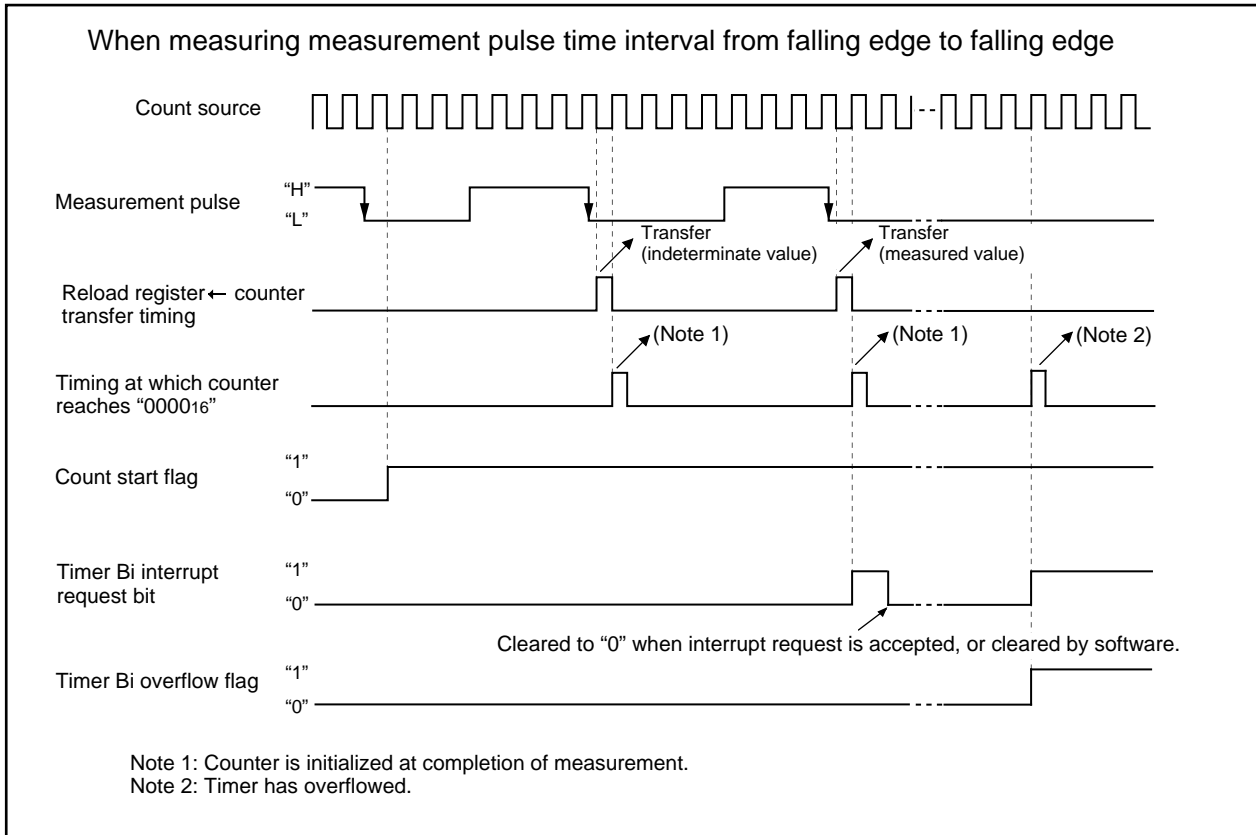 When measuring measurement pulse time interval from falling edge to falling edge
Count source
Measurement pulse
“H”
“L”
Transfer
(indeterminate value)
Transfer
(measured value)
Reload register ← counter
transfer timing
(Note 1)
(Note 1)
(Note 2)
Timing at which counter
reaches “000016”
Count start flag
“1”
“0”
Timer Bi interrupt
request bit
“1”
“0”
Cleared to “0” when interrupt request is accepted, or cleared by software.
Timer Bi overflow flag
“1”
“0”
Note 1: Counter is initialized at completion of measurement.
Note 2: Timer has overflowed.